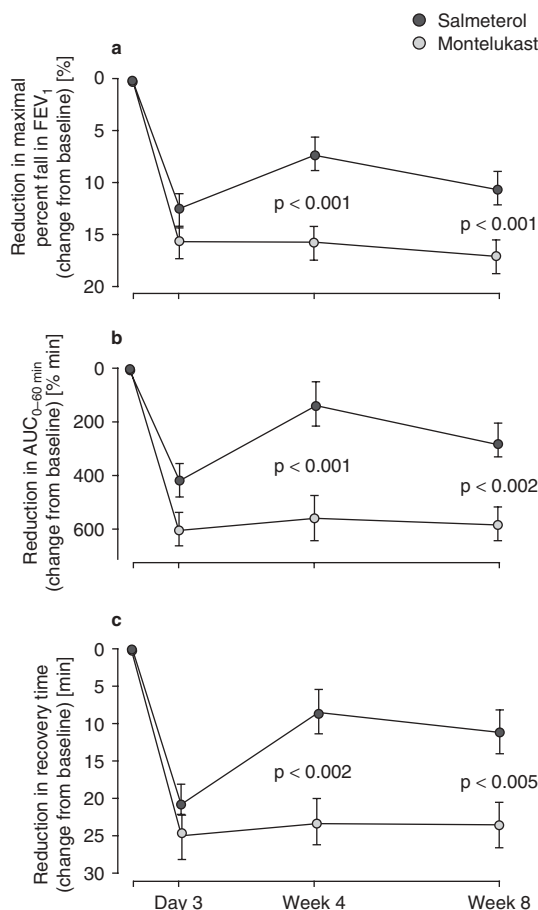 Salmeterol
Montelukast
a
Reduction in maximal
percent fall in FEV1
(change from baseline) [%]
0
5
10
15
20
p < 0.001
p < 0.001
b
Reduction in AUC0–60 min
(change from baseline) [% min]
0
200
400
600
p < 0.001
p < 0.002
c
Reduction in recovery time
(change from baseline) [min]
0
5
10
15
20
25
30
p < 0.002
p < 0.005
Day 3
Week 4
Week 8